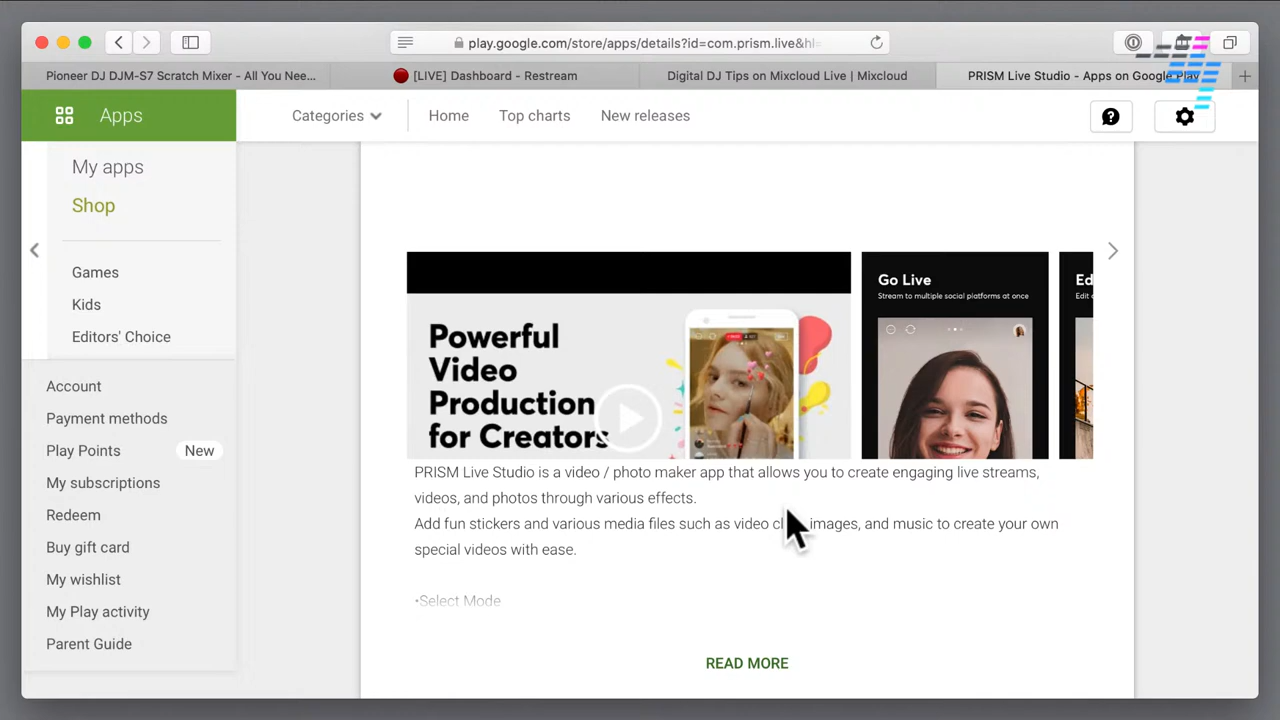 play.google.com/store/apps/details?id=com.prism.live&hl=
Pioneer DJ DJM-S7 Scratch Mixer - All You Nee...
[LIVE] Dashboard - Restream
Digital DJ Tips on Mixcloud Live | Mixcloud
PRISM Live Studio - Apps on Google Play
Apps
Categories
Home
Top charts
New releases
My apps
Shop
Games
Kids
Editors' Choice
Account
Payment methods
Play Points
New
My subscriptions
Redeem
Buy gift card
My wishlist
My Play activity
Parent Guide
Powerful
Video
Production
for Creators
Go Live
Stream to multiple social platforms at once
Ed
Edit
PRISM Live Studio is a video / photo maker app that allows you to create engaging live streams,
videos, and photos through various effects.
Add fun stickers and various media files such as video cl images, and music to create your own
special videos with ease.
•Select Mode
READ MORE